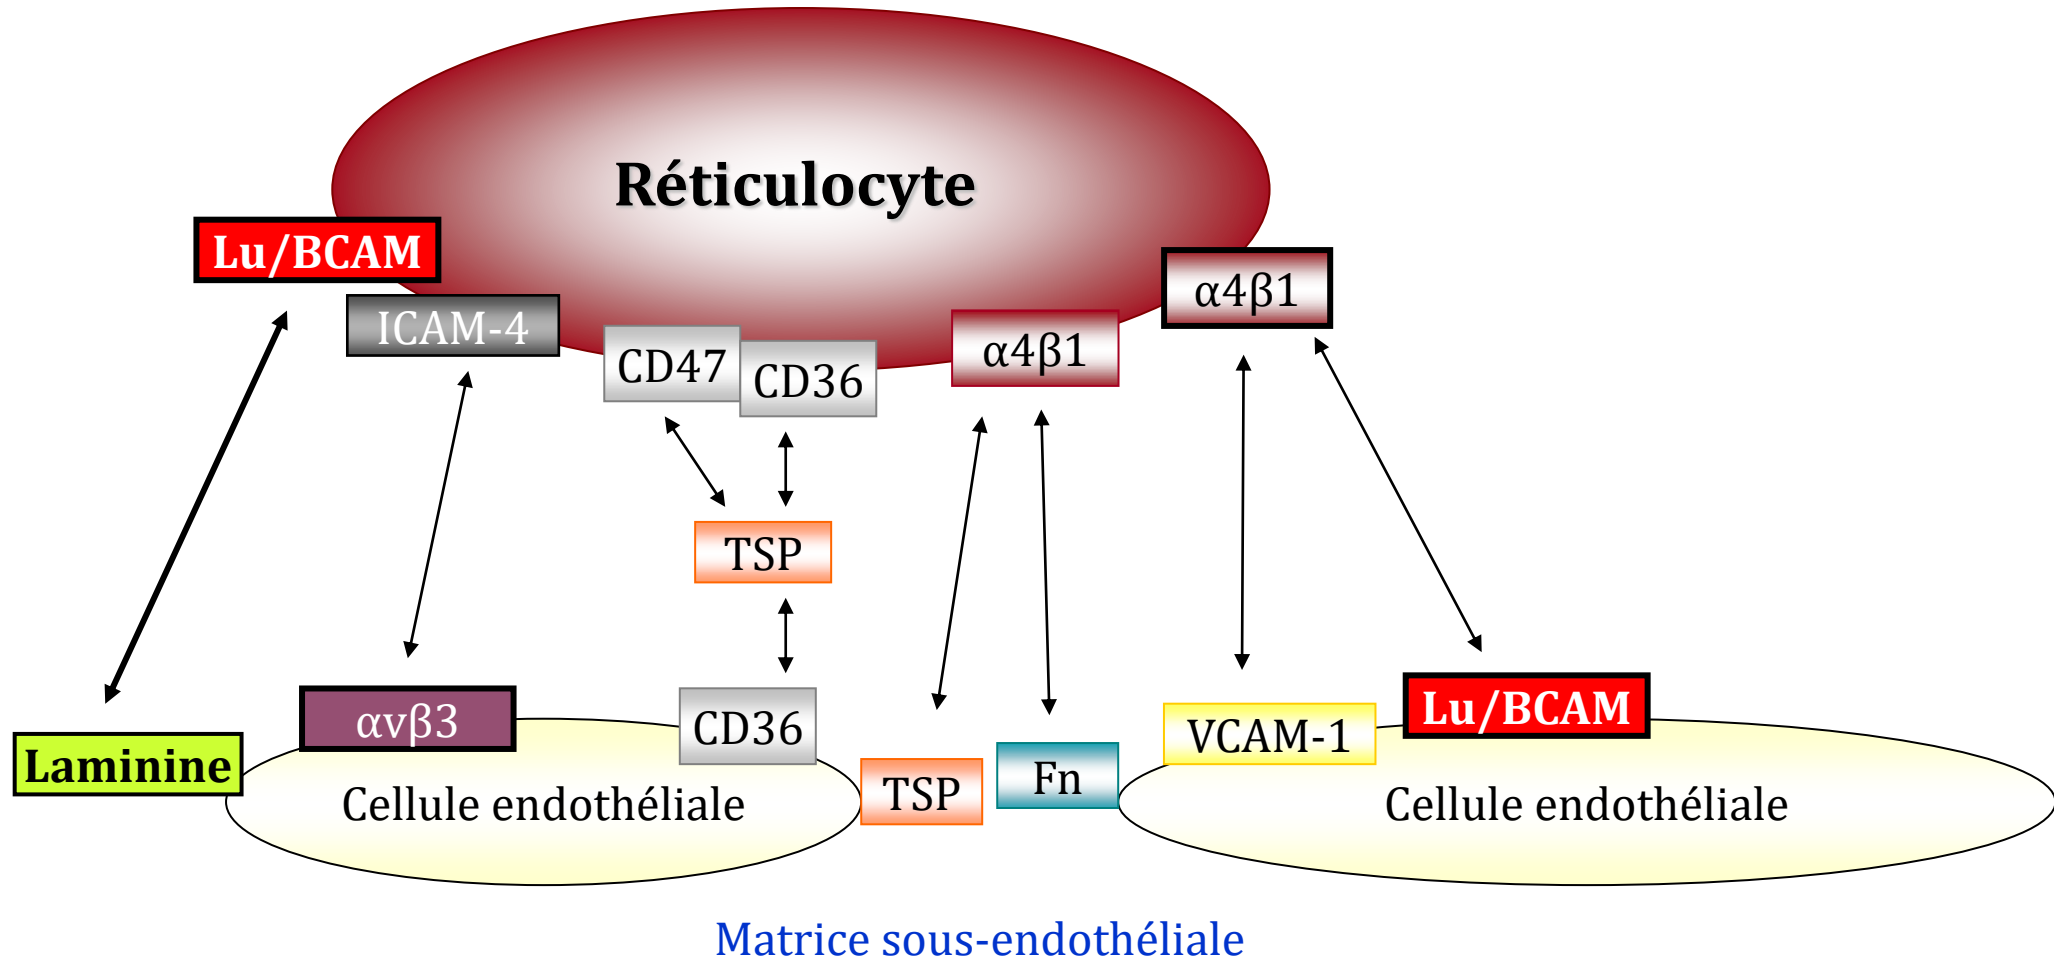 Réticulocyte
Lu/BCAM
α4β1
ICAM-4
CD47
CD36
α4β1
TSP
αvβ3
CD36
VCAM-1
Lu/BCAM
Laminine
Cellule endothéliale
TSP
Fn
Cellule endothéliale
Matrice sous-endothéliale